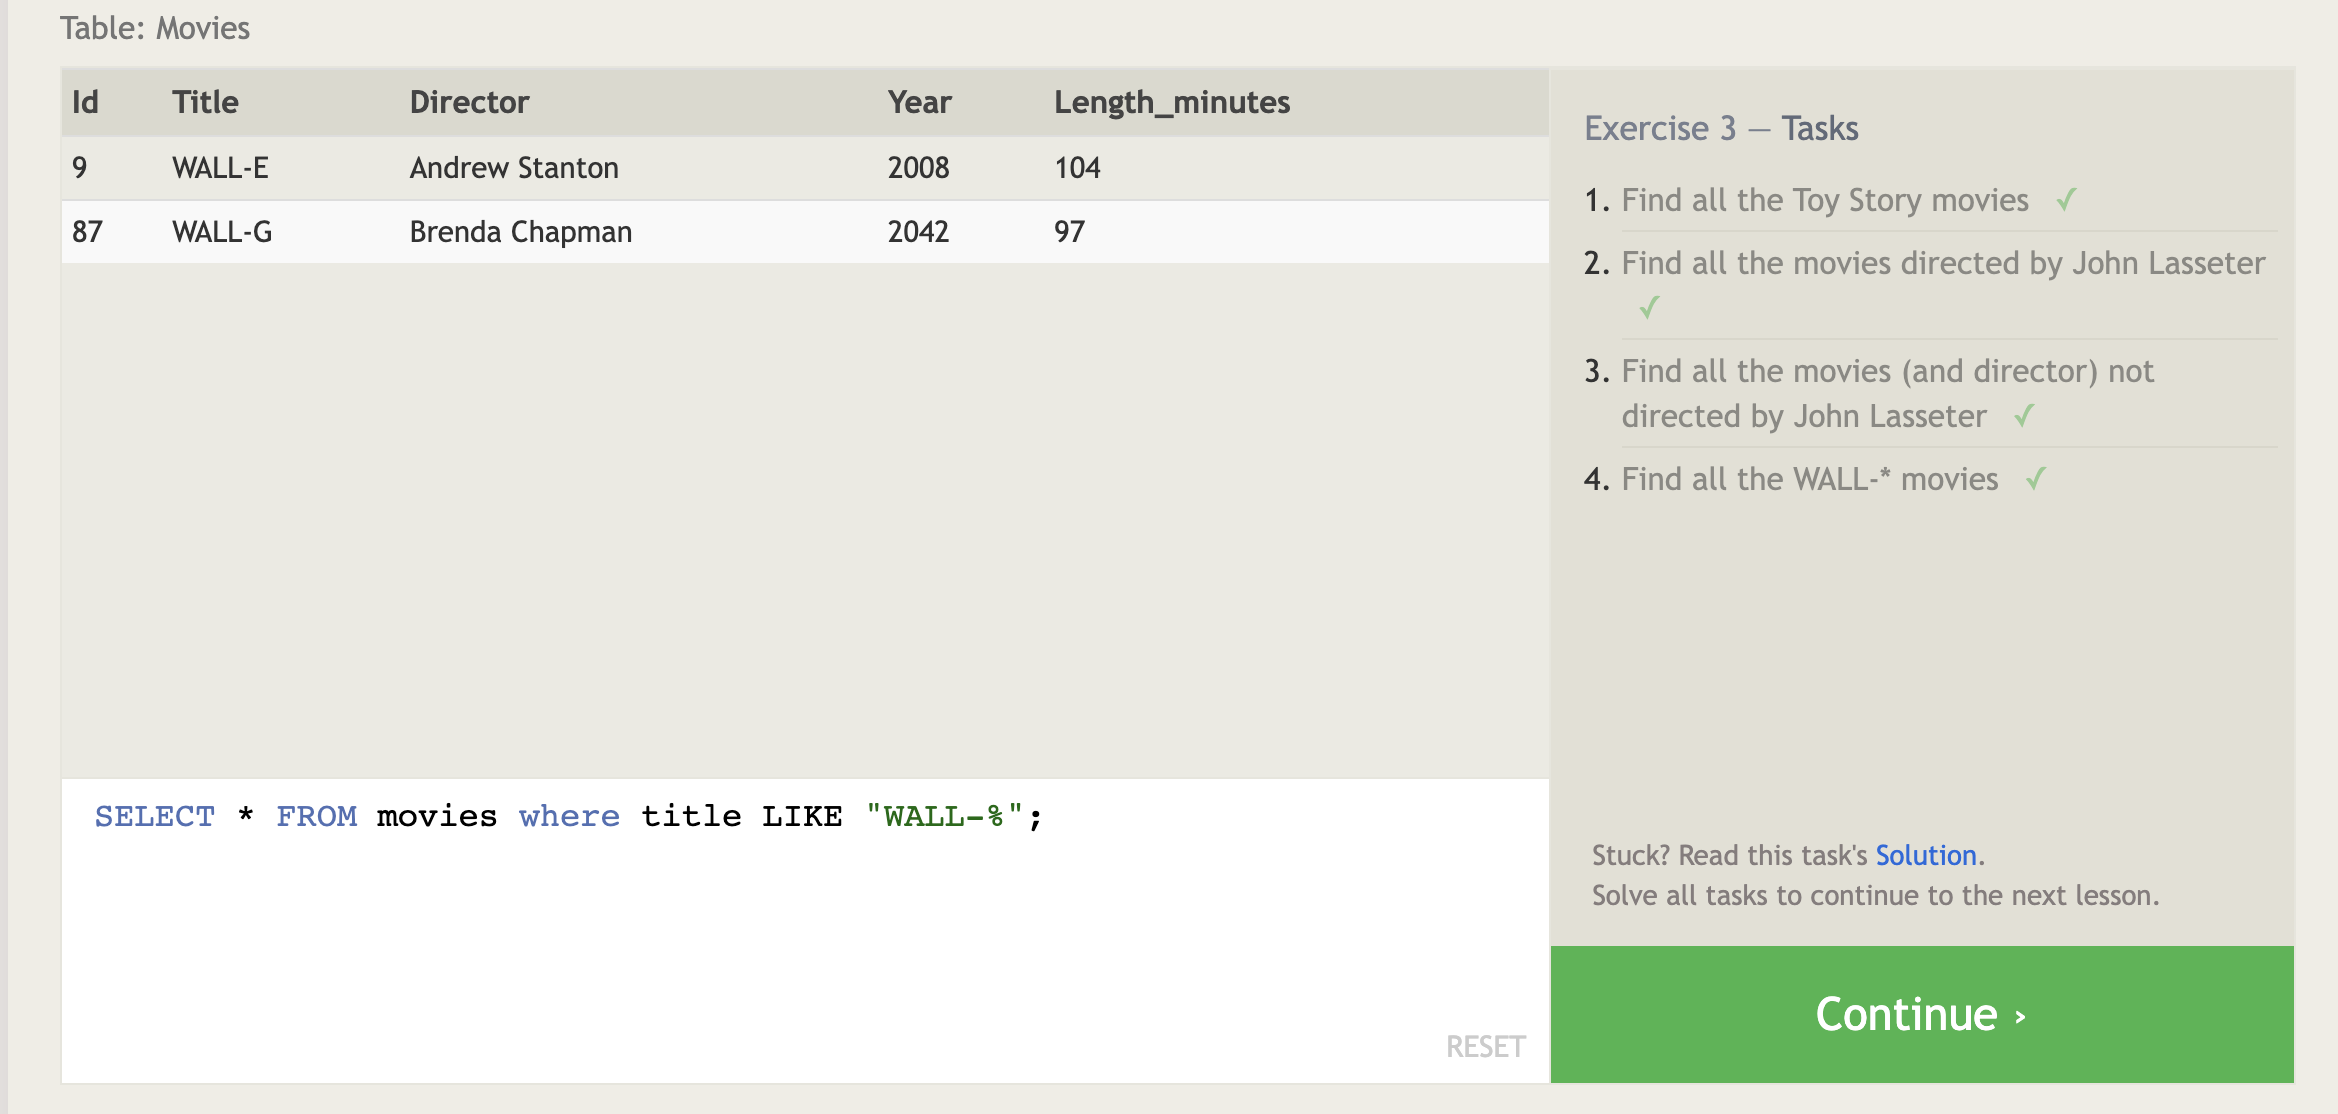 Table: Movies
Id Title Director Year Length_minutes
9 WALL-E Andrew Stanton 2008 104
87 WALL-G Brenda Chapman 2042 97
SELECT * FROM movies where title LIKE "WALL-%";
RESET
Exercise 3 — Tasks
1. Find all the Toy Story movies ✓
2. Find all the movies directed by John Lasseter
✓
3. Find all the movies (and director) not
directed by John Lasseter ✓
4. Find all the WALL-* movies ✓
Stuck? Read this task's Solution.
Solve all tasks to continue to the next lesson.
Continue ›